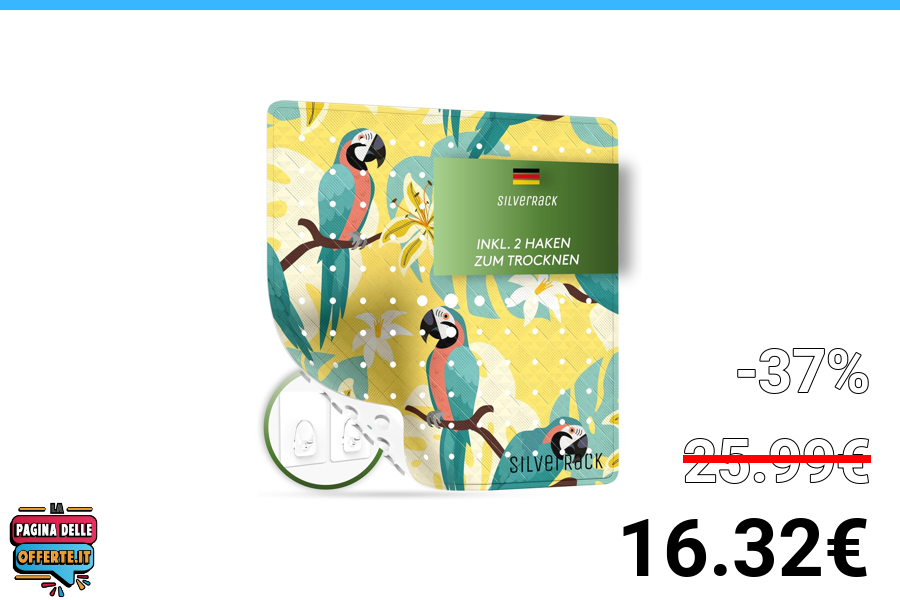 SILVERRACK
INKL. 2 HAKEN
ZUM TROCKNEN
-37%
25.99€
SILVERRACK
16.32€
LA
PAGINA DELLE
OFFERTE.IT